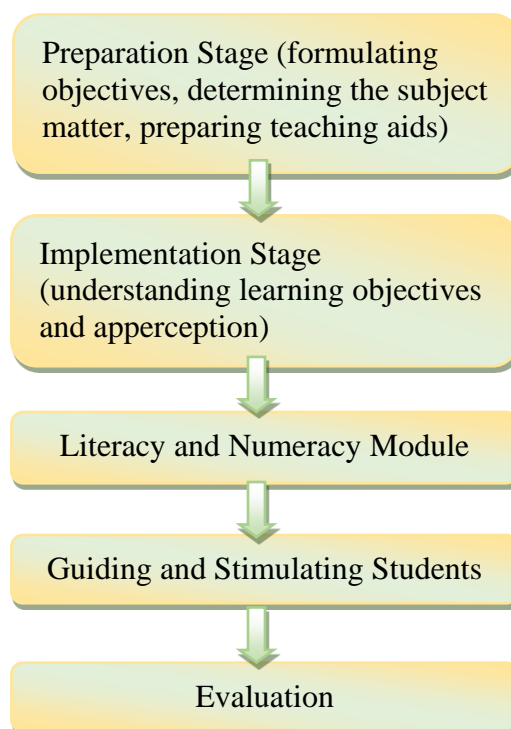 Preparation Stage (formulating
objectives, determining the subject
matter, preparing teaching aids)
Implementation Stage
(understanding learning objectives
and apperception)
Literacy and Numeracy Module
Guiding and Stimulating Students
Evaluation